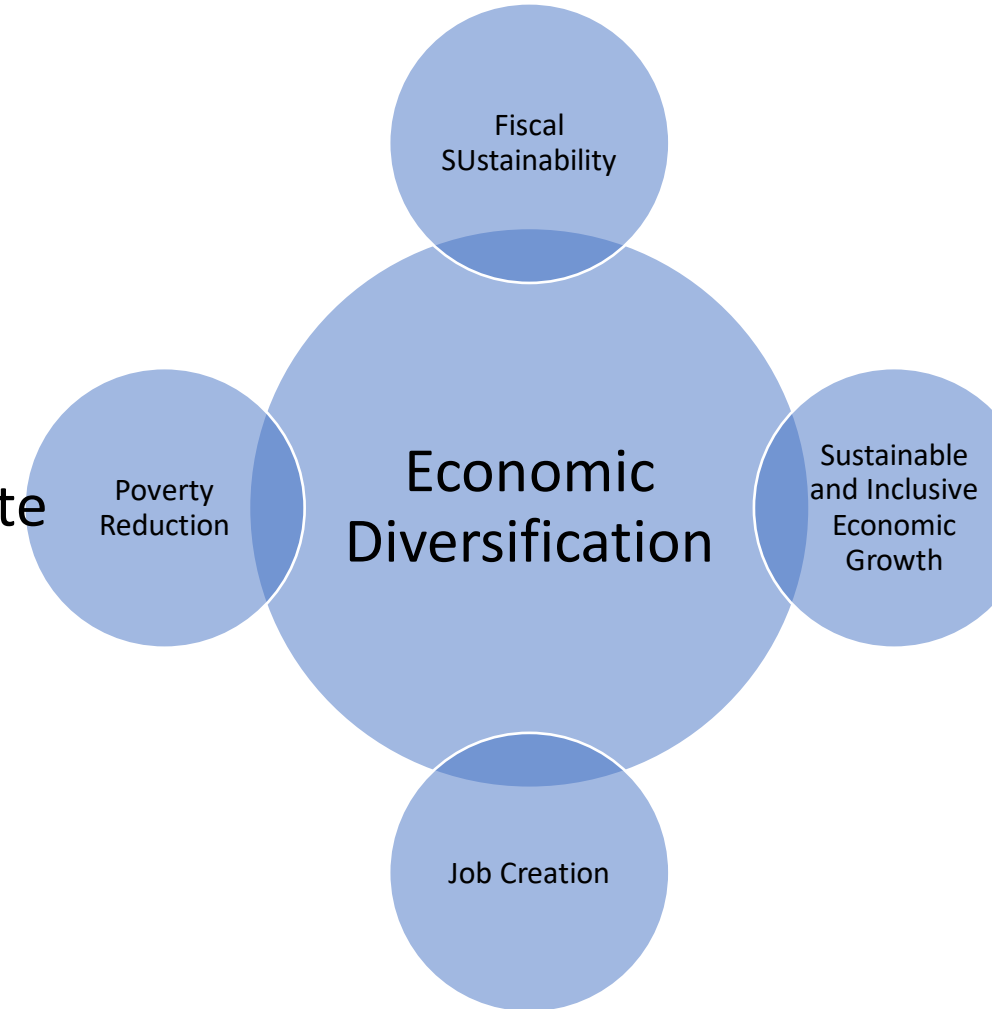 Fiscal
SUstainability
Economic
Diversification
Sustainable
and Inclusive
Economic
Growth
te
Poverty
Reduction
Job Creation